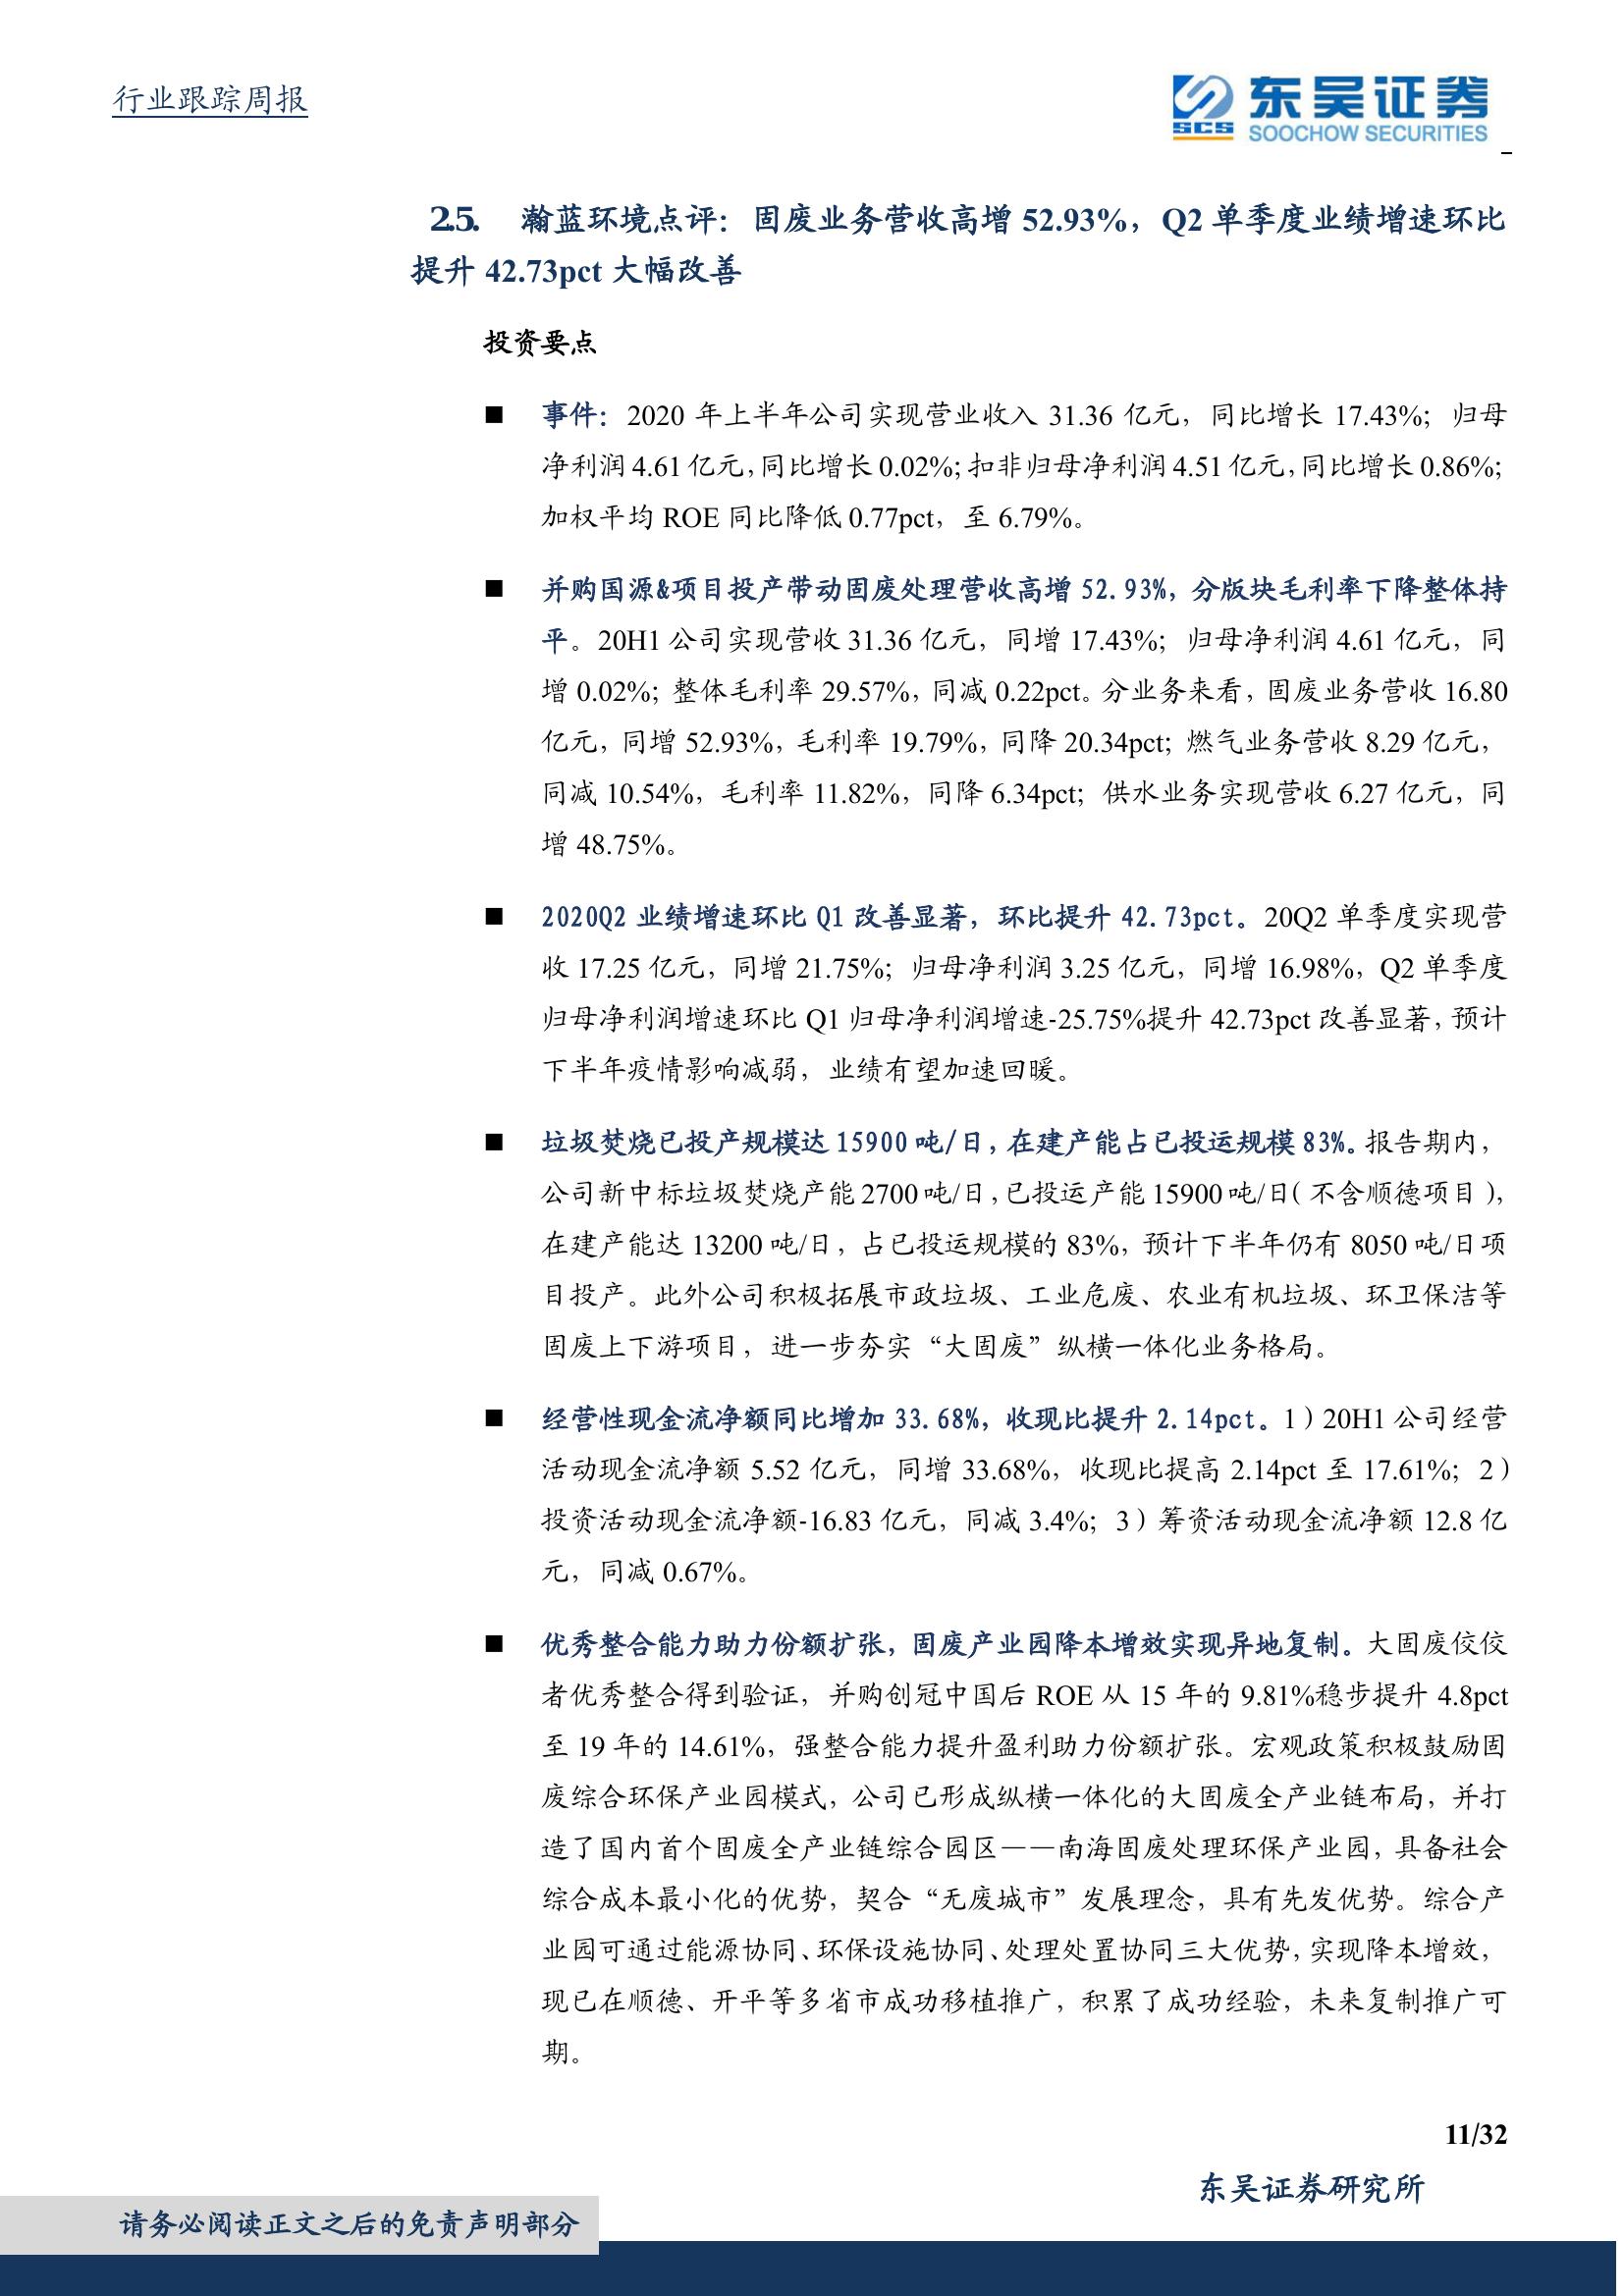 行业跟踪周报
东吴证券
SCS
SOOCHOW SECURITIES
2.5. 瀚蓝环境点评：固废业务营收高增 52.93%，Q2 单季度业绩增速环比
提升 42.73pct 大幅改善
投资要点
■ 事件：2020 年上半年公司实现营业收入 31.36 亿元，同比增长 17.43%；归母
净利润 4.61 亿元，同比增长 0.02%；扣非归母净利润 4.51 亿元，同比增长 0.86%；
加权平均 ROE 同比降低 0.77pct，至 6.79%。
■ 并购国源&项目投产带动固废处理营收高增 52.93%，分版块毛利率下降整体持
平。20H1 公司实现营收 31.36 亿元，同增 17.43%；归母净利润 4.61 亿元，同
增 0.02%；整体毛利率 29.57%，同减 0.22pct。分业务来看，固废业务营收 16.80
亿元，同增 52.93%，毛利率 19.79%，同降 20.34pct；燃气业务营收 8.29 亿元，
同减 10.54%，毛利率 11.82%，同降 6.34pct；供水业务实现营收 6.27 亿元，同
增 48.75%。
■ 2020Q2 业绩增速环比 Q1 改善显著，环比提升 42.73pct。20Q2 单季度实现营
收 17.25 亿元，同增 21.75%；归母净利润 3.25 亿元，同增 16.98%，Q2 单季度
归母净利润增速环比 Q1 归母净利润增速-25.75%提升 42.73pct 改善显著，预计
下半年疫情影响减弱，业绩有望加速回暖。
■ 垃圾焚烧已投产规模达 15900 吨/日，在建产能占已投运规模 83%。报告期内，
公司新中标垃圾焚烧产能 2700 吨/日，已投运产能 15900 吨/日（不含顺德项目），
在建产能达 13200 吨/日，占已投运规模的 83%，预计下半年仍有 8050 吨/日项
目投产。此外公司积极拓展市政垃圾、工业危废、农业有机垃圾、环卫保洁等
固废上下游项目，进一步夯实“大固废”纵横一体化业务格局。
■ 经营性现金流净额同比增加 33.68%，收现比提升 2.14pct。1）20H1 公司经营
活动现金流净额 5.52 亿元，同增 33.68%，收现比提高 2.14pct 至 17.61%；2）
投资活动现金流净额-16.83 亿元，同减 3.4%；3）筹资活动现金流净额 12.8 亿
元，同减 0.67%。
■ 优秀整合能力助力份额扩张，固废产业园降本增效实现异地复制。大固废佼佼
者优秀整合得到验证，并购创冠中国后 ROE 从 15 年的 9.81%稳步提升 4.8pct
至 19 年的 14.61%，强整合能力提升盈利助力份额扩张。宏观政策积极鼓励固
废综合环保产业园模式，公司已形成纵横一体化的大固废全产业链布局，并打
造了国内首个固废全产业链综合园区——南海固废处理环保产业园，具备社会
综合成本最小化的优势，契合“无废城市”发展理念，具有先发优势。综合产
业园可通过能源协同、环保设施协同、处理处置协同三大优势，实现降本增效，
现已在顺德、开平等多省市成功移植推广，积累了成功经验，未来复制推广可
期。
11/32
东吴证券研究所
请务必阅读正文之后的免责声明部分